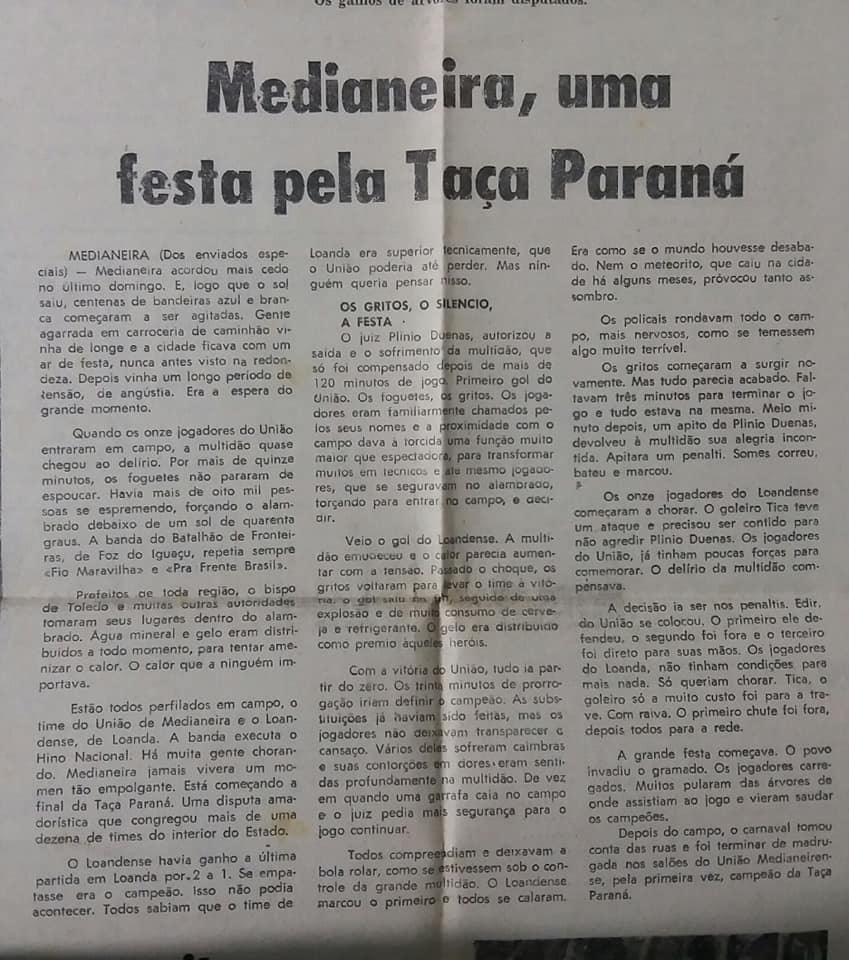 Os galhos de árvores foram disputados.
Medianeira, uma
festa pela Taça Paraná
MEDIANEIRA (Dos enviados espe-
ciais) — Medianeira acordou mais cedo
no último domingo. E, logo que o sol
saiu, centenas de bandeiras azul e bran-
ca começaram a ser agitadas. Gente
agarrada em carroceria de caminhão vi-
nha de longe e a cidade ficava com um
ar de festa, nunca antes visto na redon-
deza. Depois vinha um longo período de
tensão, de angústia. Era a espera do
grande momento.
Quando os onze jogadores do União
entraram em campo, a multidão quase
chegou ao delírio. Por mais de quinze
minutos, os foguetes não pararam de
espoucar. Havia mais de oito mil pes-
soas se espremendo, forçando o alam-
brado debaixo de um sol de quarenta
graus. A banda do Batalhão de Frontei-
ras, de Foz do Iguaçu, repetia sempre
«Fio Maravilha» e «Pra Frente Brasil».
Prefeitos de toda região, o bispo
de Toledo e muitas outras autoridades
tomaram seus lugares dentro do alam-
brado. Água mineral e gelo eram distri-
buídos a todo momento, para tentar ame-
nizar o calor. O calor que a ninguém im-
portava.
Estão todos perfilados em campo, o
time do União de Medianeira e o Loan-
dense, de Loanda. A banda executa o
Hino Nacional. Há muita gente choran-
do. Medianeira jamais vivera um mo-
men tão empolgante. Está começando a
final da Taça Paraná. Uma disputa ama-
dorística que congregou mais de uma
dezena de times do interior do Estado.
O Loandense havia ganho a última
partida em Loanda por 2 a 1. Se empa-
tasse era o campeão. Isso não podia
acontecer. Todos sabiam que o time de
Loanda era superior tecnicamente, que
o União poderia até perder. Mas nin-
guém queria pensar nisso.
OS GRITOS, O SILENCIO,
A FESTA
O juiz Plinio Duenas, autorizou a
saída e o sofrimento da multidão, que
só foi compensado depois de mais de
120 minutos de jogo. Primeiro gol do
União. Os foguetes, os gritos. Os joga-
dores eram familiarmente chamados pe-
los seus nomes e a proximidade com o
campo dava à torcida uma função muito
maior que espectadora, para transformar
muitos em tecnicos e até mesmo jogado-
res, que se seguravam no alambrado,
torçando para entrar no campo, e deci-
dir.
Veio o gol do Loandense. A multi-
dão emudeceu e o calor parecia aumen-
tar com a tensão. Passado o choque, os
gritos voltaram para levar o time à vitó-
ria. o gol saiu seguido de uma
explosão e de muito consumo de cerve-
ja e refrigerante. O gelo era distribuído
como premio àqueles heróis.
Com a vitória do União, tudo ia par-
tir do zero. Os trinta minutos de prorro-
gação iriam definir o campeão. As subs-
tituições já haviam sido feitas, mas os
jogadores não deixavam transparecer o
cansaço. Vários deles sofreram caimbras
e suas contorções em dores eram senti-
das profundamente na multidão. De vez
em quando uma garrafa caia no campo
e o juiz pedia mais segurança para o
jogo continuar.
Todos compreendiam e deixavam a
bola rolar, como se estivessem sob o con-
trole da grande multidão. O Loandense
marcou o primeiro e todos se calaram.
Era como se o mundo houvesse desaba-
do. Nem o meteorito, que caiu na cida-
de há alguns meses, próvocou tanto as-
sombro.
Os policais rondavam todo o cam-
po, mais nervosos, como se temessem
algo muito terrível.
Os gritos começaram a surgir no-
vamente. Mas tudo parecia acabado. Fal-
tavam três minutos para terminar o jo-
go e tudo estava na mesma. Meio mi-
nuto depois, um apito de Plinio Duenas,
devolveu à multidão sua alegria incon-
tida. Apitara um penalti. Somes correu,
bateu e marcou.
Os onze jogadores do Loandense
começaram a chorar. O goleiro Tica teve
um ataque e precisou ser contido para
não agredir Plinio Duenas. Os jogadores
do União, já tinham poucas forças para
comemorar. O delírio da multidão com-
pensava.
A decisão ia ser nos penaltis. Edir,
do União se colocou. O primeiro ele de-
fendeu, o segundo foi fora e o terceiro
foi direto para suas mãos. Os jogadores
do Loanda, não tinham condições para
mais nada. Só queriam chorar. Tica, o
goleiro só a muito custo foi para a tra-
ve. Com raiva. O primeiro chute foi fora,
depois todos para a rede.
A grande festa começava. O povo
invadiu o gramado. Os jogadores carre-
gados. Muitos pularam das árvores de
onde assistiam ao jogo e vieram saudar
os campeões.
Depois do campo, o carnaval tomou
conta das ruas e foi terminar de madru-
gada nos salões do União Medianeiren-
se, pela primeira vez, campeão da Taça
Paraná.